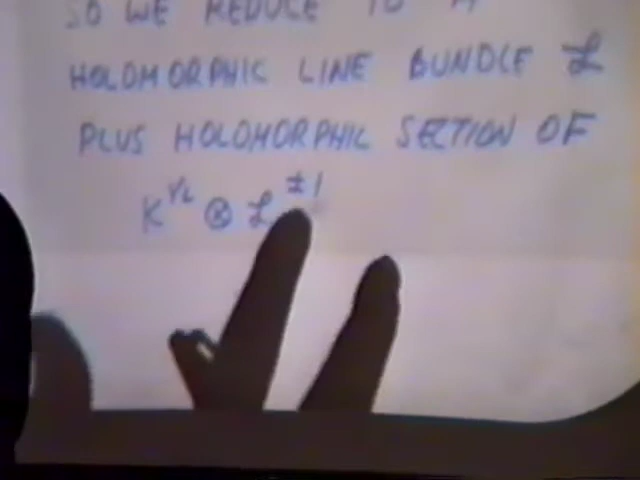 SO WE REDUCE TO A
HOLOMORPHIC LINE BUNDLE ℒ
PLUS HOLOMORPHIC SECTION OF
K^{1/2} ⊗ ℒ^{±1}